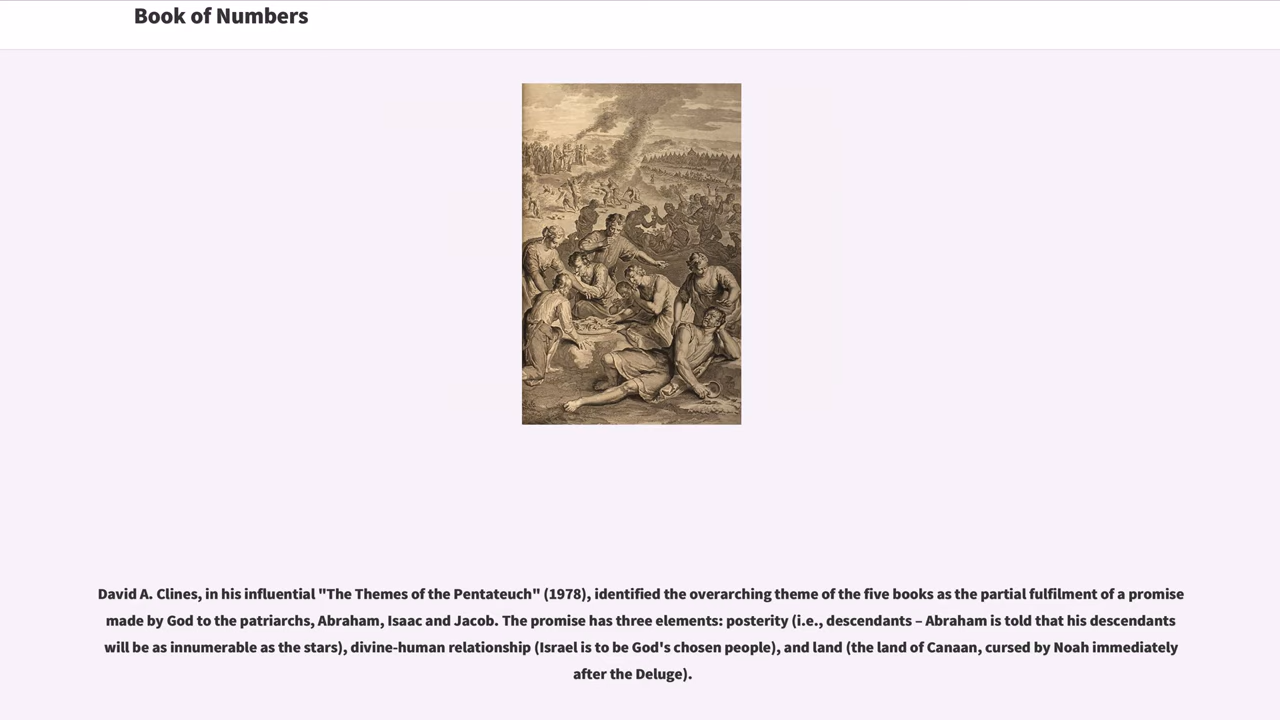 Book of Numbers
David A. Clines, in his influential "The Themes of the Pentateuch" (1978), identified the overarching theme of the five books as the partial fulfilment of a promise
made by God to the patriarchs, Abraham, Isaac and Jacob. The promise has three elements: posterity (i.e., descendants – Abraham is told that his descendants
will be as innumerable as the stars), divine-human relationship (Israel is to be God's chosen people), and land (the land of Canaan, cursed by Noah immediately
after the Deluge).